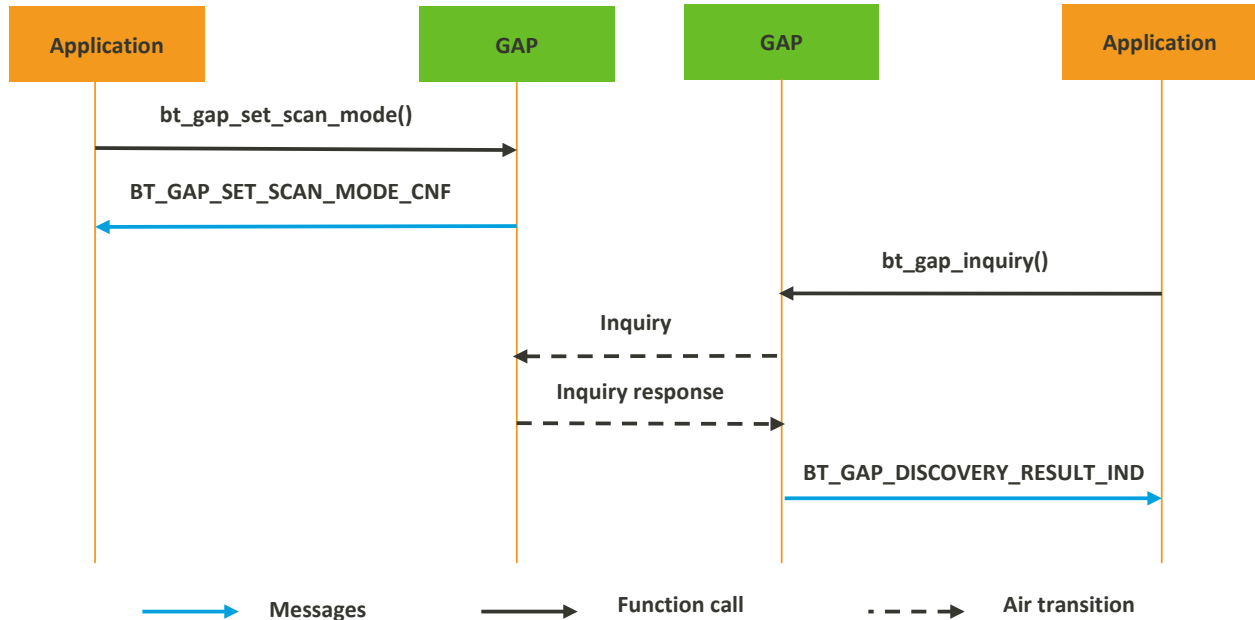 Application
GAP
GAP
Application
bt_gap_set_scan_mode()
BT_GAP_SET_SCAN_MODE_CNF
bt_gap_inquiry()
Inquiry
Inquiry response
BT_GAP_DISCOVERY_RESULT_IND
Messages
Function call
Air transition